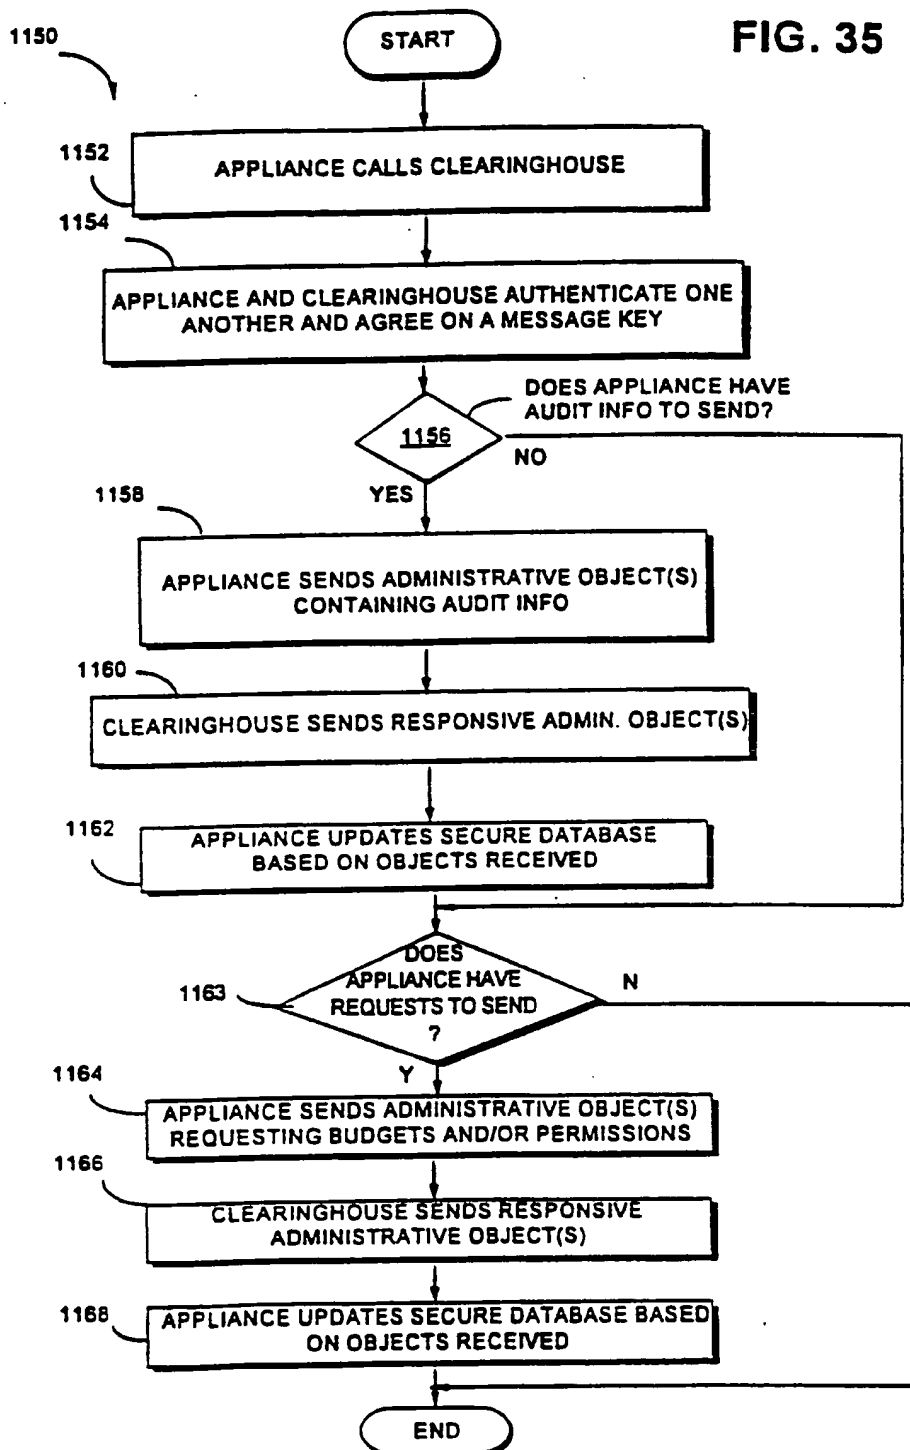 FIG. 35
1150
START
1152
APPLIANCE CALLS CLEARINGHOUSE
1154
APPLIANCE AND CLEARINGHOUSE AUTHENTICATE ONE
ANOTHER AND AGREE ON A MESSAGE KEY
DOES APPLIANCE HAVE
AUDIT INFO TO SEND?
1156
NO
YES
1158
APPLIANCE SENDS ADMINISTRATIVE OBJECT(S)
CONTAINING AUDIT INFO
1160
CLEARINGHOUSE SENDS RESPONSIVE ADMIN. OBJECT(S)
1162
APPLIANCE UPDATES SECURE DATABASE
BASED ON OBJECTS RECEIVED
DOES
APPLIANCE HAVE
REQUESTS TO SEND
?
1163
N
Y
1164
APPLIANCE SENDS ADMINISTRATIVE OBJECT(S)
REQUESTING BUDGETS AND/OR PERMISSIONS
1166
CLEARINGHOUSE SENDS RESPONSIVE
ADMINISTRATIVE OBJECT(S)
1168
APPLIANCE UPDATES SECURE DATABASE BASED
ON OBJECTS RECEIVED
END